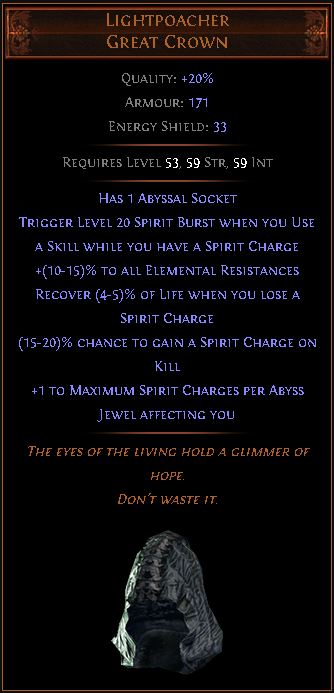 Lightpoacher
Great Crown
Quality: +20%
Armour: 171
Energy Shield: 33
Requires Level 53, 59 Str, 59 Int
Has 1 Abyssal Socket
Trigger Level 20 Spirit Burst when you Use
a Skill while you have a Spirit Charge
+(10-15)% to all Elemental Resistances
Recover (4-5)% of Life when you lose a
Spirit Charge
(15-20)% chance to gain a Spirit Charge on
Kill
+1 to Maximum Spirit Charges per Abyss
Jewel affecting you
The eyes of the living hold a glimmer of
hope.
Don't waste it.